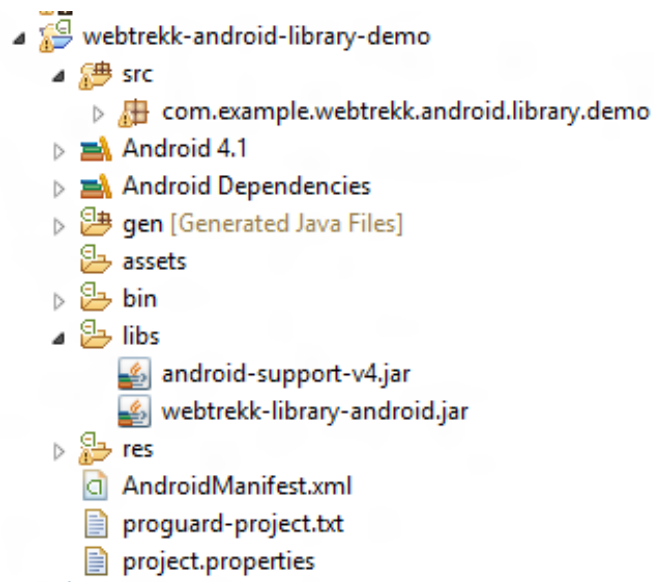 webtrekk-android-library-demo
src
com.example.webtrekk.android.library.demo
Android 4.1
Android Dependencies
gen [Generated Java Files]
assets
bin
libs
android-support-v4.jar
webtrekk-library-android.jar
res
AndroidManifest.xml
proguard-project.txt
project.properties